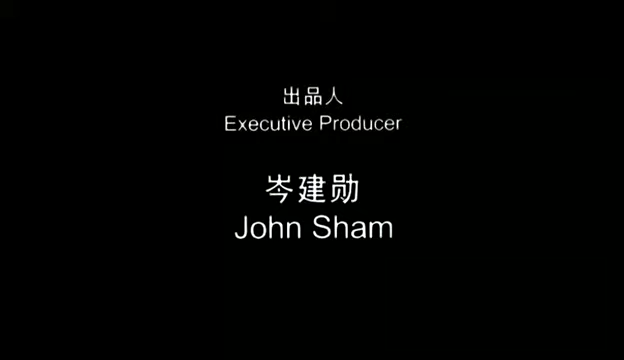 出品人
Executive Producer
岑建勋
John Sham